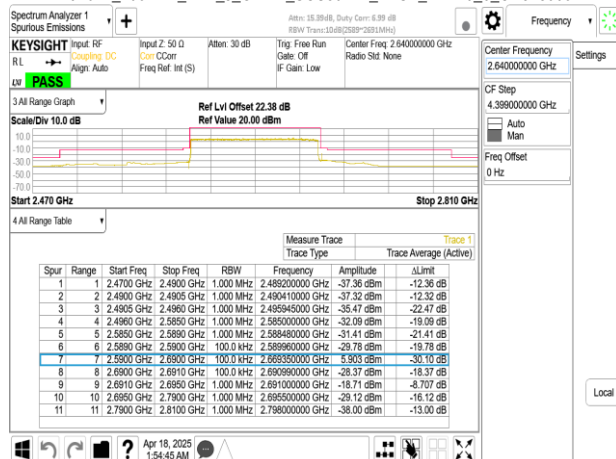 Spectrum Analyzer 1
Spurious Emissions
Attn: 15.39dB, Duty Corr: 6.99 dB
RBW Trans:10dB(2589~2691MHz)
Frequency
KEYSIGHT
RL
Input: RF
Coupling: DC
Align: Auto
Input Z: 50 Ω
Corr CCorr
Freq Ref: Int (S)
Atten: 30 dB
Trig: Free Run
Gate: Off
IF Gain: Low
Center Freq: 2.640000000 GHz
Radio Std: None
LXI
PASS
Center Frequency
2.640000000 GHz
Settings
CF Step
4.399000000 GHz
Auto
Man
Freq Offset
0 Hz
Local
3 All Range Graph
Scale/Div 10.0 dB
Ref Lvl Offset 22.38 dB
Ref Value 20.00 dBm
10.0
-10.0
-30.0
-50.0
-70.0
Start 2.470 GHz
Stop 2.810 GHz
4 All Range Table
Measure Trace Trace 1
Trace Type Trace Average (Active)
Spur Range Start Freq Stop Freq RBW Frequency Amplitude ΔLimit
1 1 2.4700 GHz 2.4900 GHz 1.000 MHz 2.489200000 GHz -37.36 dBm -12.36 dB
2 2 2.4900 GHz 2.4905 GHz 1.000 MHz 2.490410000 GHz -37.32 dBm -12.32 dB
3 3 2.4905 GHz 2.4960 GHz 1.000 MHz 2.495945000 GHz -35.47 dBm -22.47 dB
4 4 2.4960 GHz 2.5850 GHz 1.000 MHz 2.585000000 GHz -32.09 dBm -19.09 dB
5 5 2.5850 GHz 2.5890 GHz 1.000 MHz 2.588480000 GHz -31.41 dBm -21.41 dB
6 6 2.5890 GHz 2.5900 GHz 100.0 kHz 2.589960000 GHz -29.78 dBm -19.78 dB
7 7 2.5900 GHz 2.6900 GHz 100.0 kHz 2.669350000 GHz 5.903 dBm -30.10 dB
8 8 2.6900 GHz 2.6910 GHz 100.0 kHz 2.690990000 GHz -28.37 dBm -18.37 dB
9 9 2.6910 GHz 2.6950 GHz 1.000 MHz 2.691000000 GHz -18.71 dBm -8.707 dB
10 10 2.6950 GHz 2.7900 GHz 1.000 MHz 2.695500000 GHz -29.12 dBm -16.12 dB
11 11 2.7900 GHz 2.8100 GHz 1.000 MHz 2.798000000 GHz -38.00 dBm -13.00 dB
Apr 18, 2025
1:54:45 AM